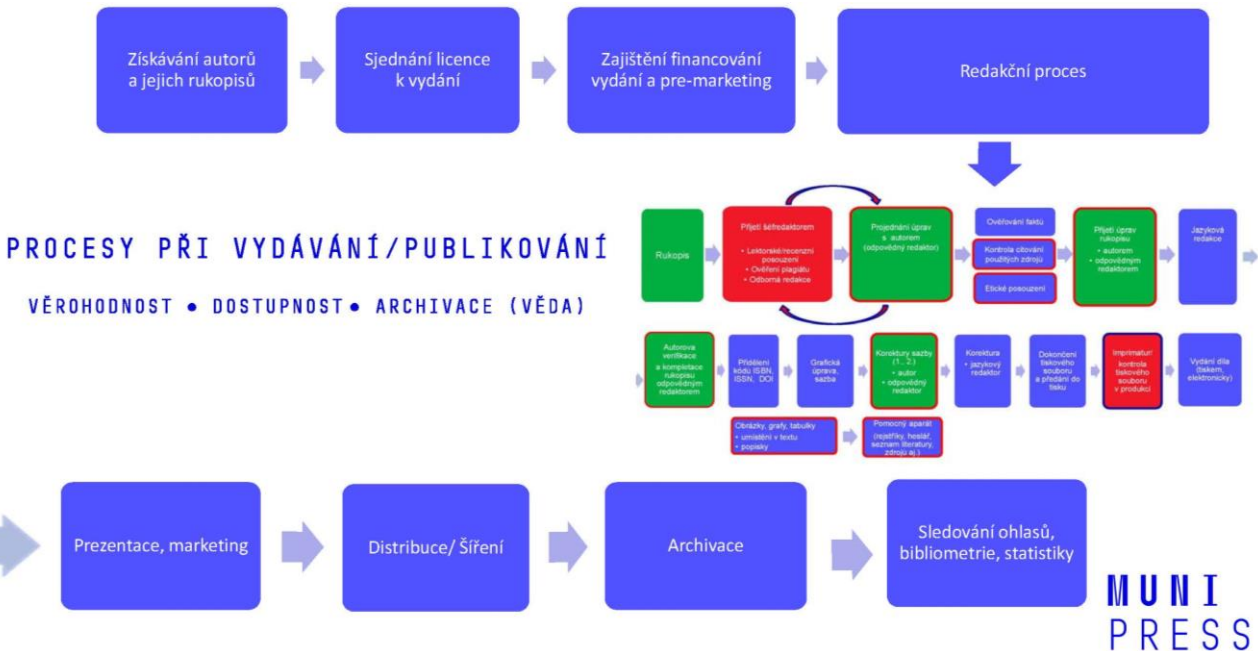 Získávání autorů
a jejich rukopisů
Sjednání licence
k vydání
Zajištění financování
vydání a pre-marketing
Redakční proces
PROCESY PŘI VYDÁVÁNÍ/PUBLIKOVÁNÍ
VĚROHODNOST • DOSTUPNOST • ARCHIVACE (VĚDA)
Rukopis
Přijetí šéfredaktorem
• Lektorské/recenzní
posouzení
• Ověření plagiátu
• Odborná redakce
Projednání úprav
s autorem
(odpovědný redaktor)
Ověřování faktů
Kontrola citování
použitých zdrojů
Etické posouzení
Přijetí úprav
rukopisu
• autorem
• odpovědným
redaktorem
Jazyková
redakce
Autorova
verifikace
a kompletace
rukopisu
odpovědným
redaktorem
Přidělení
kódů ISBN,
ISSN, DOI
Grafická
úprava,
sazba
Korektury sazby
(1., 2.)
• autor
• odpovědný
redaktor
Korektura
• jazykový
redaktor
Dokončení
tiskového
souboru
a předání do
tisku
Imprimatur/
kontrola
tiskového
souboru
v produkci
Vydání díla
(tiskem,
elektronicky)
Obrázky, grafy, tabulky
• umístění v textu
• popisky
Pomocný aparát
(rejstříky, heslář,
seznam literatury,
zdrojů aj.)
Prezentace, marketing
Distribuce/ Šíření
Archivace
Sledování ohlasů,
bibliometrie, statistiky
MUNI
PRESS